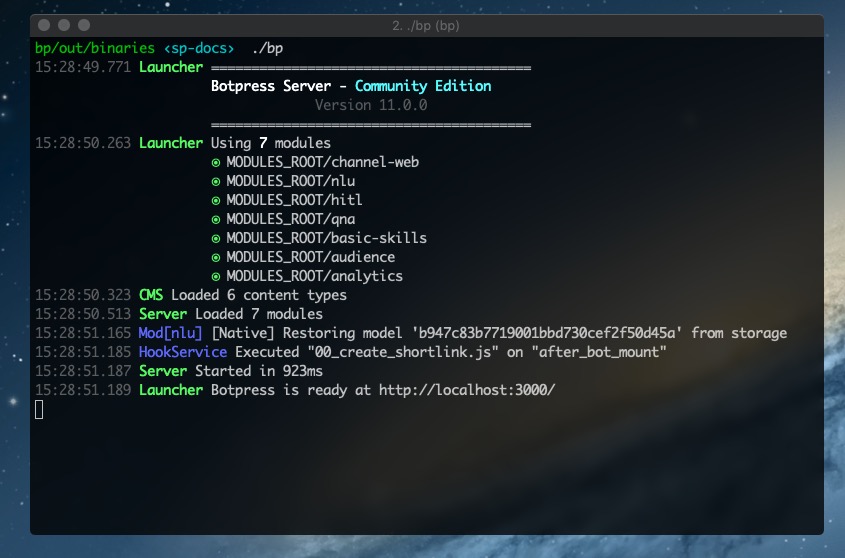 2. ./bp (bp)
bp/out/binaries ‹sp-docs› ./bp
15:28:49.771 Launcher ========================================
Botpress Server - Community Edition
Version 11.0.0
========================================
15:28:50.263 Launcher Using 7 modules
⦿ MODULES_ROOT/channel-web
⦿ MODULES_ROOT/nlu
⦿ MODULES_ROOT/hitl
⦿ MODULES_ROOT/qna
⦿ MODULES_ROOT/basic-skills
⦿ MODULES_ROOT/audience
⦿ MODULES_ROOT/analytics
15:28:50.323 CMS Loaded 6 content types
15:28:50.513 Server Loaded 7 modules
15:28:51.165 Mod[nlu] [Native] Restoring model 'b947c83b7719001bbd730cef2f50d45a' from storage
15:28:51.185 HookService Executed "00_create_shortlink.js" on "after_bot_mount"
15:28:51.187 Server Started in 923ms
15:28:51.189 Launcher Botpress is ready at http://localhost:3000/